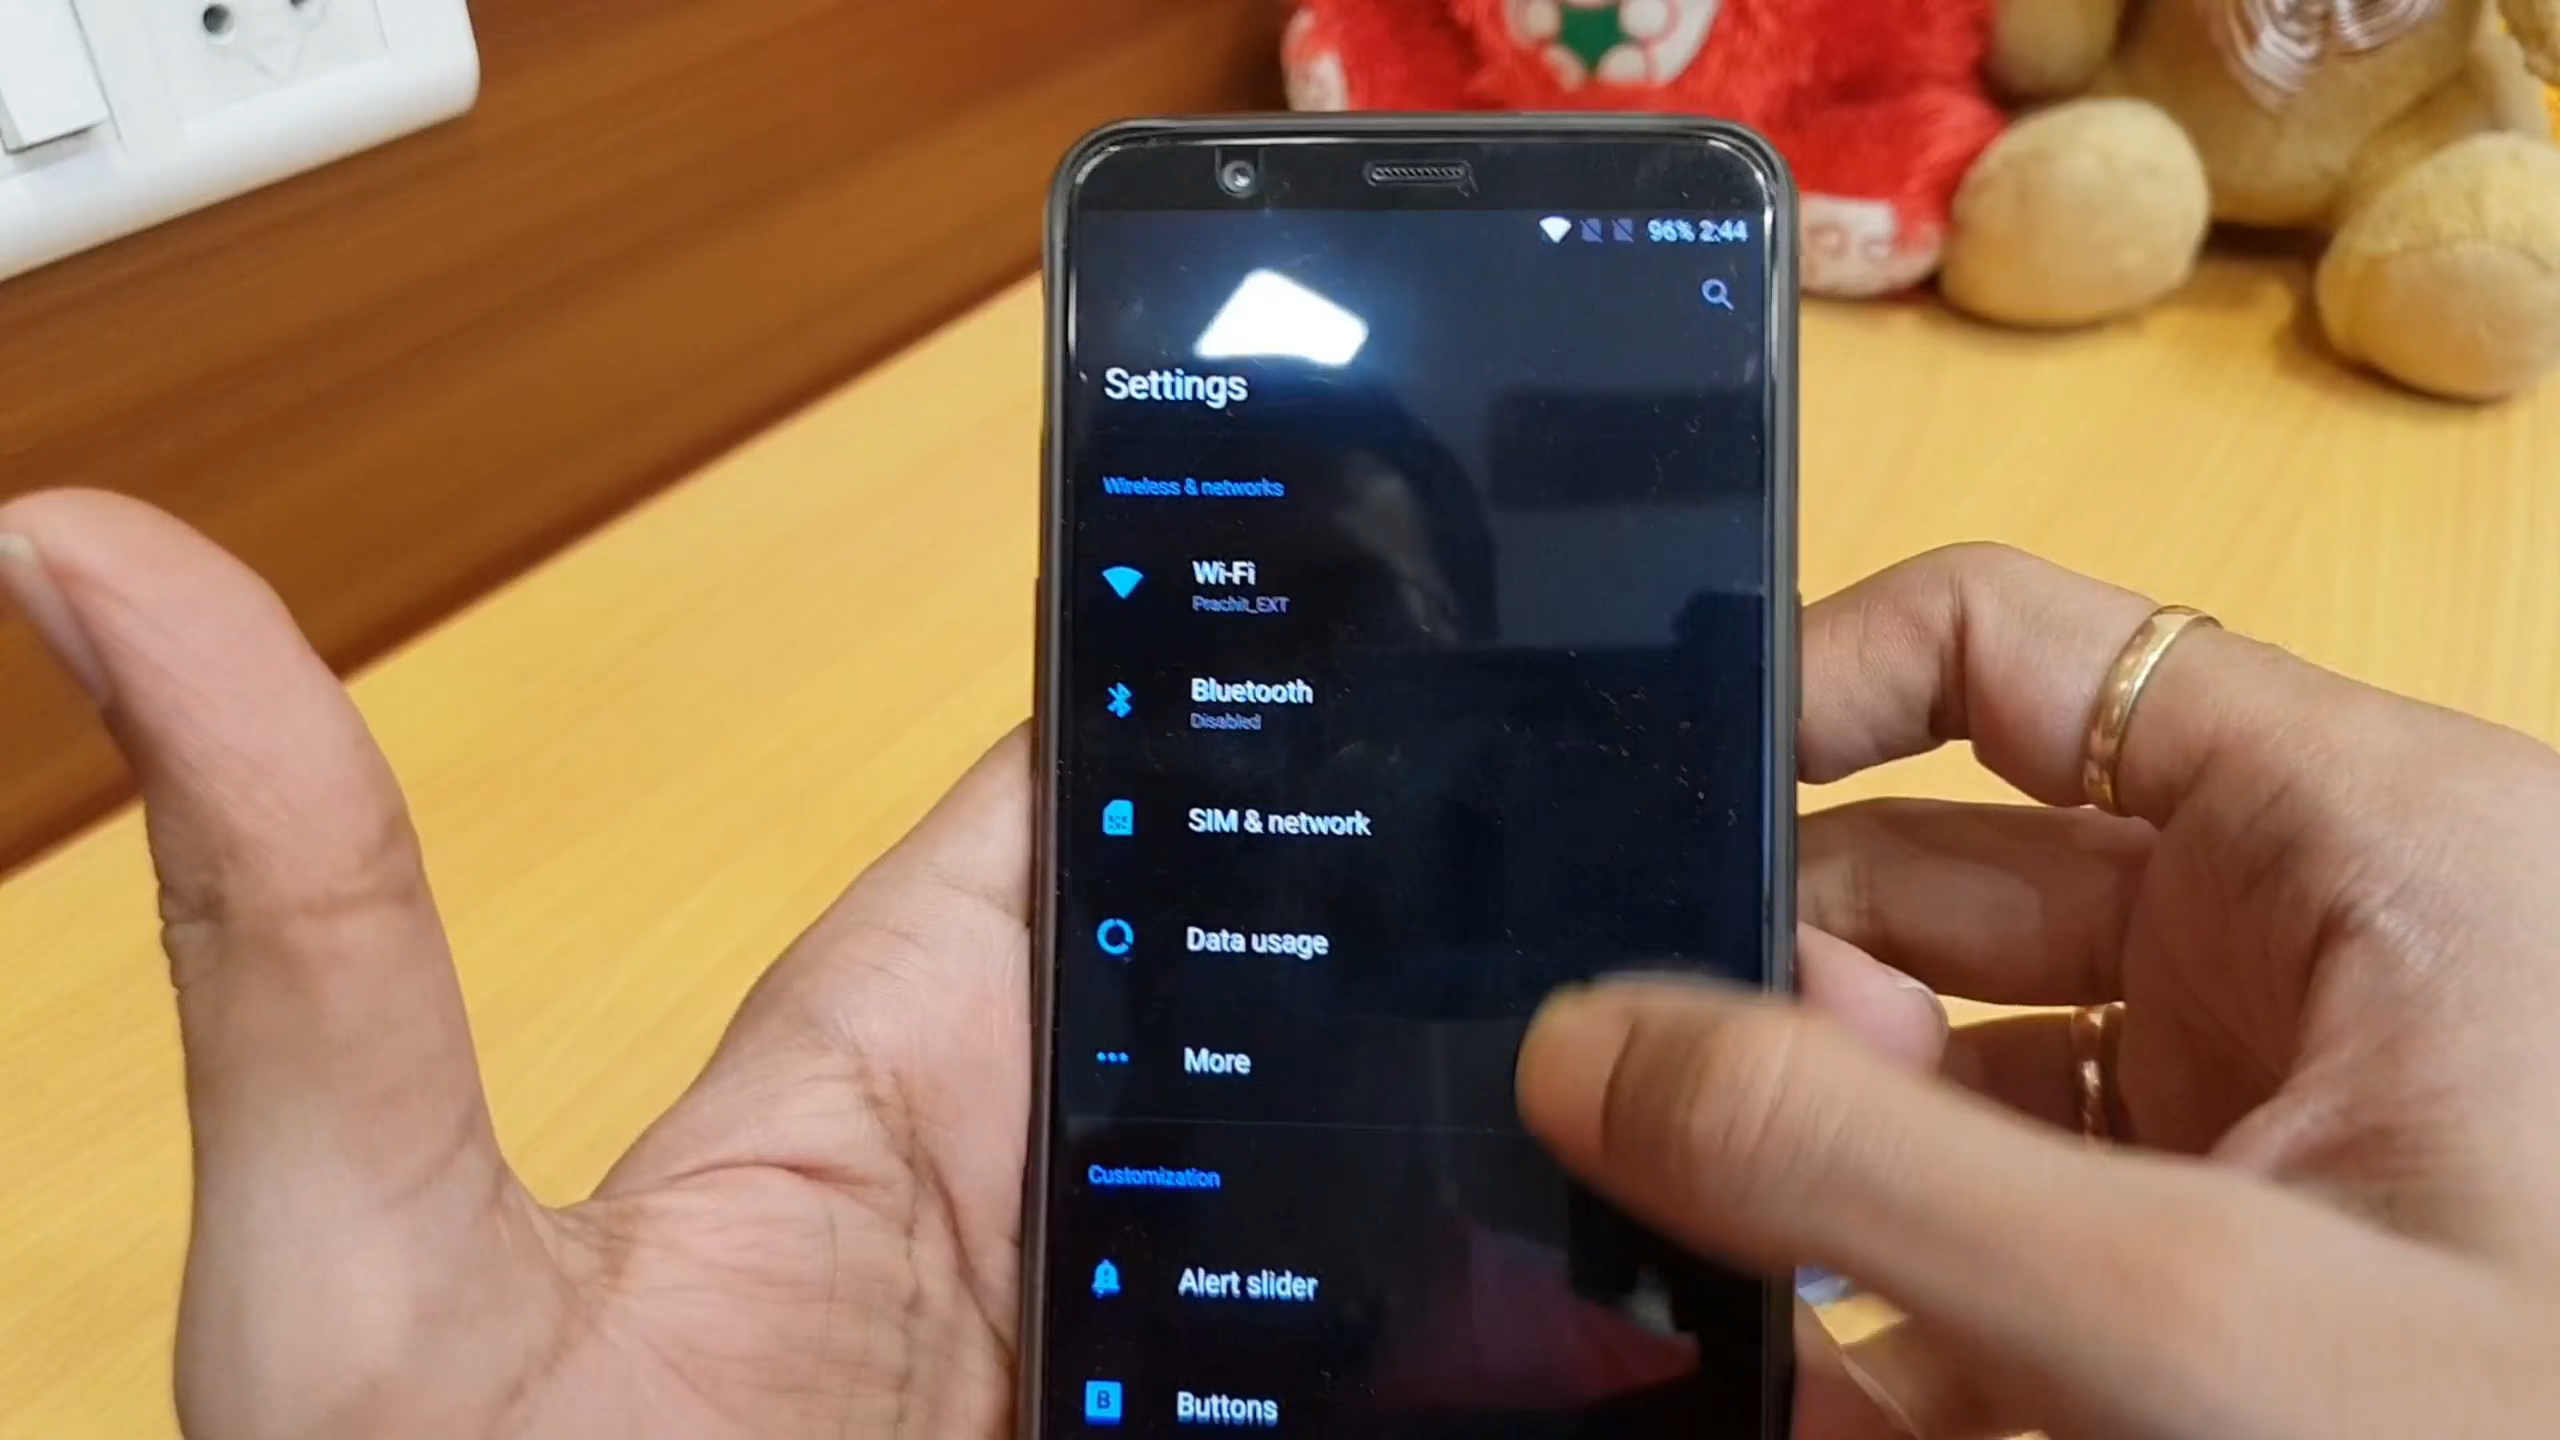 96% 2:44
Settings
Wireless & networks
Wi-Fi
Prachit_EXT
Bluetooth
Disabled
SIM & network
Data usage
More
Customization
Alert slider
B Buttons